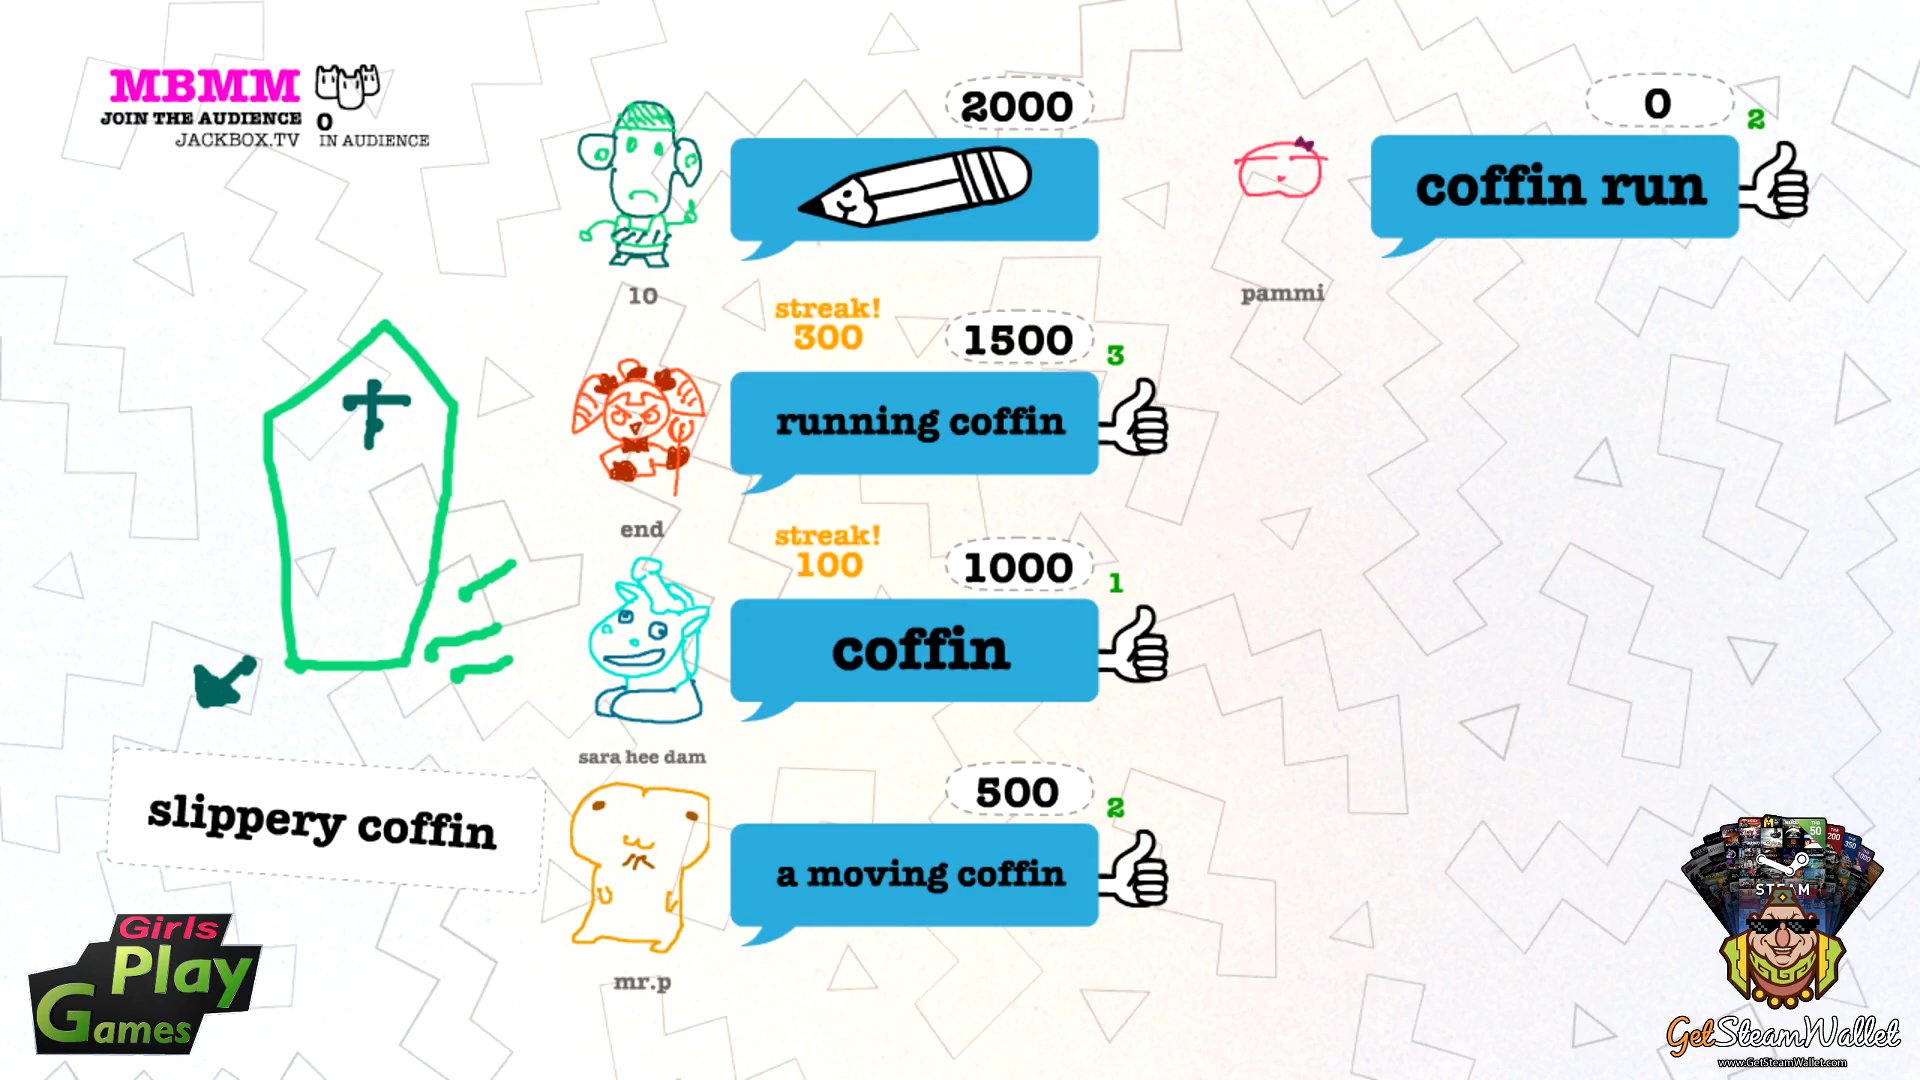 MBMM
JOIN THE AUDIENCE
JACKBOX.TV
0
IN AUDIENCE
2000
10
0
2
coffin run
pammi
streak!
300
1500
3
running coffin
end
streak!
100
1000
1
coffin
sara hee dam
500
2
a moving coffin
mr.p
slippery coffin
Girls
Play
Games
STEAM
GetSteamWallet
www.GetSteamWallet.com